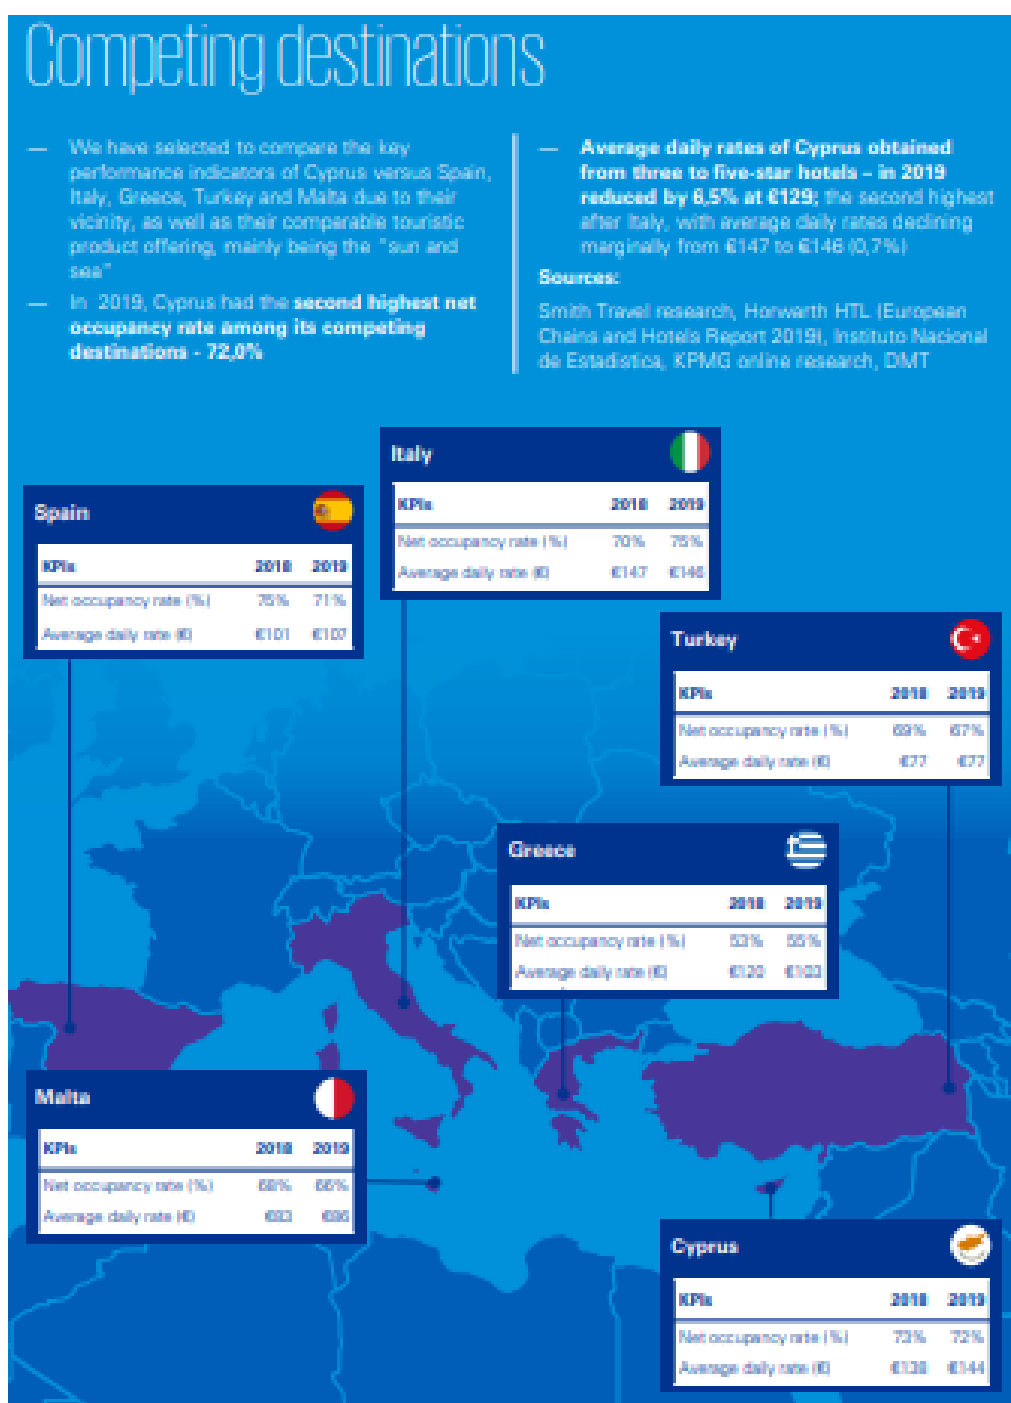 Competing destinations
— We have selected to compare the key
performance indicators of Cyprus versus Spain,
Italy, Greece, Turkey and Malta due to their
vicinity, as well as their comparable touristic
product offering, mainly being the "sun and
sea"
— In 2019, Cyprus had the second highest net
occupancy rate among its competing
destinations - 72,0%
— Average daily rates of Cyprus obtained
from three to five-star hotels – in 2019
reduced by 6,5% at €129; the second highest
after Italy, with average daily rates declining
marginally from €147 to €146 (0,7%)
Sources:
Smith Travel research, Horwarth HTL (European
Chains and Hotels Report 2019), Instituto Nacional
de Estadistica, KPMG online research, DMT
Italy
KPIs 2018 2019
Net occupancy rate (%) 70% 75%
Average daily rate (€) €147 €146
Spain
KPIs 2018 2019
Net occupancy rate (%) 75% 71%
Average daily rate (€) €101 €107
Turkey
KPIs 2018 2019
Net occupancy rate (%) 69% 67%
Average daily rate (€) €77 €77
Greece
KPIs 2018 2019
Net occupancy rate (%) 53% 55%
Average daily rate (€) €120 €103
Malta
KPIs 2018 2019
Net occupancy rate (%) 68% 66%
Average daily rate (€)
Cyprus
KPIs 2018 2019
Net occupancy rate (%) 73% 72%
Average daily rate (€) €138 €144